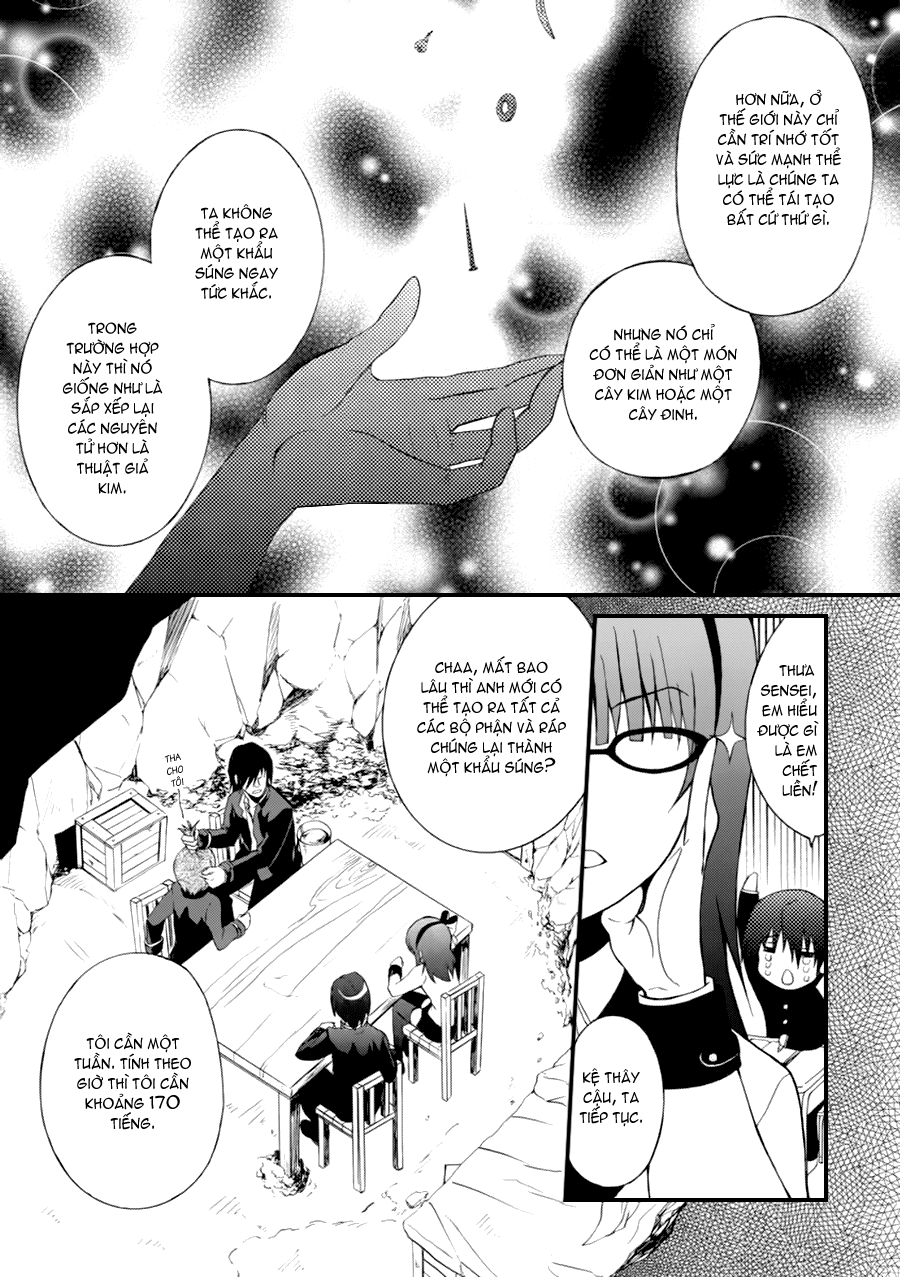 HƠN NỮA, Ở
THẾ GIỚI NÀY CHỈ
CẦN TRÍ NHỚ TỐT
VÀ SỨC MẠNH THỂ
LỰC LÀ CHÚNG TA
CÓ THỂ TÁI TẠO
BẤT CỨ THỨ GÌ.
NHƯNG NÓ CHỈ
CÓ THỂ LÀ MỘT MÓN
ĐƠN GIẢN NHƯ MỘT
CÂY KIM HOẶC MỘT
CÂY ĐINH.
TA KHÔNG
THỂ TẠO RA
MỘT KHẨU
SÚNG NGAY
TỨC KHẮC.
TRONG
TRƯỜNG HỢP
NÀY THÌ NÓ
GIỐNG NHƯ LÀ
SẮP XẾP LẠI
CÁC NGUYÊN
TỬ HƠN LÀ
THUẬT GIẢ
KIM.
THƯA
SENSEI,
EM HIỂU
ĐƯỢC GÌ
LÀ EM
CHẾT
LIỀN!
KỆ THÂY
CẬU, TA
TIẾP TỤC.
CHAA, MẤT BAO
LÂU THÌ ANH MỚI CÓ
THỂ TẠO RA TẤT CẢ
CÁC BỘ PHẬN VÀ RÁP
CHÚNG LẠI THÀNH
MỘT KHẨU SÚNG?
THA
CHO
TÔI
TÔI CẦN MỘT
TUẦN. TÍNH THEO
GIỜ THÌ TÔI CẦN
KHOẢNG 170
TIẾNG.